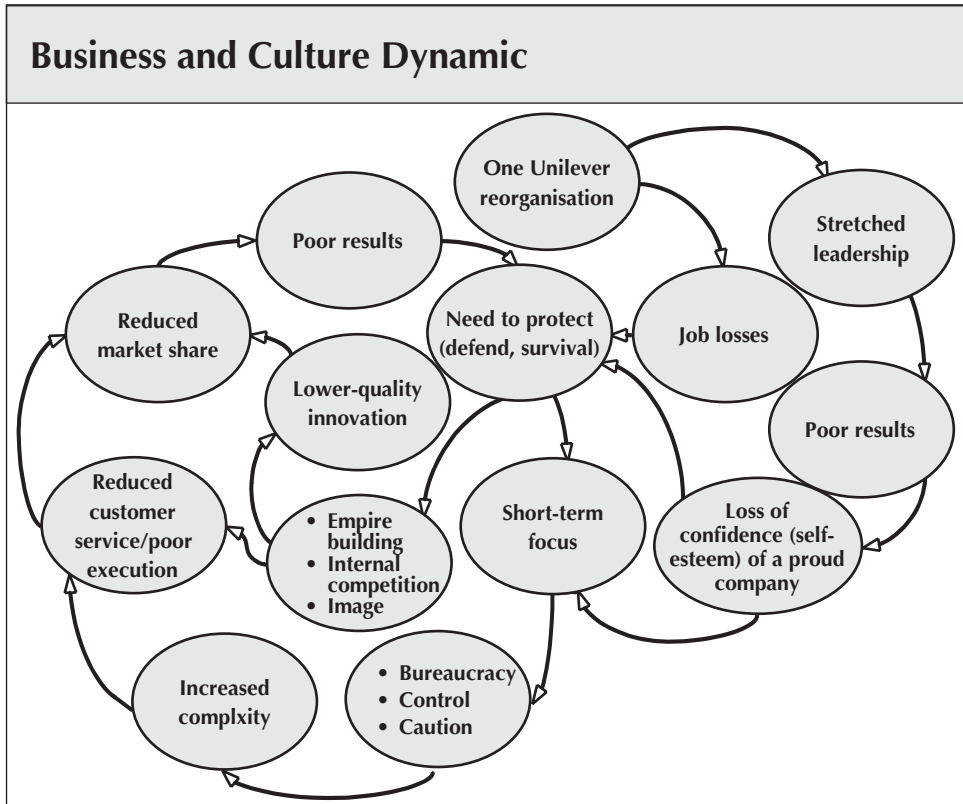 Business and Culture Dynamic
One Unilever
reorganisation
Stretched
leadership
Poor results
Reduced
market share
Need to protect
(defend, survival)
Job losses
Lower-quality
innovation
Poor results
Reduced
customer
service/poor
execution
• Empire
building
• Internal
competition
• Image
Short-term
focus
Loss of
confidence (self-
esteem) of a proud
company
Increased
complxity
• Bureaucracy
• Control
• Caution